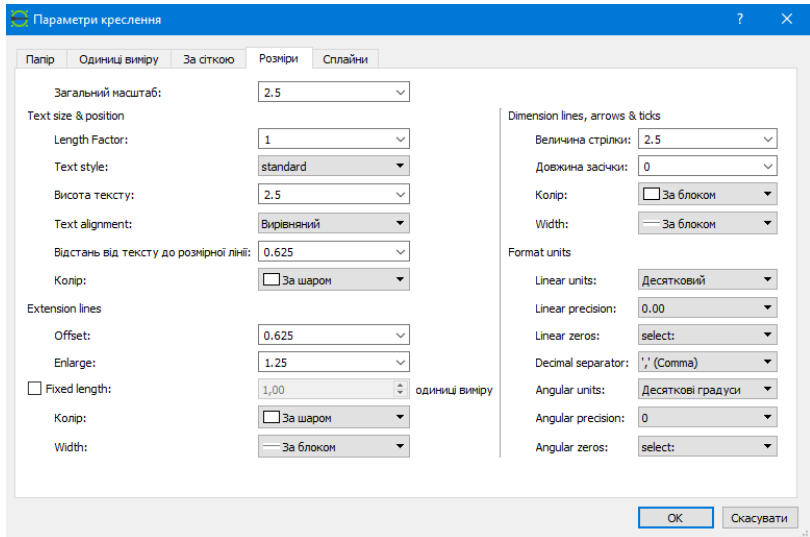 Параметри креслення
Папір Одиниці виміру За сіткою Розміри Сплайни
Загальний масштаб: 2.5
Text size & position
Length Factor: 1
Text style: standard
Висота тексту: 2.5
Text alignment: Вирівняний
Відстань від тексту до розмірної лінії: 0.625
Колір: За шаром
Extension lines
Offset: 0.625
Enlarge: 1.25
Fixed length: 1,00 одиниці виміру
Колір: За шаром
Width: За блоком
Dimension lines, arrows & ticks
Величина стрілки: 2.5
Довжина засічки: 0
Колір: За блоком
Width: За блоком
Format units
Linear units: Десятковий
Linear precision: 0.00
Linear zeros: select:
Decimal separator: ',' (Comma)
Angular units: Десяткові градуси
Angular precision: 0
Angular zeros: select:
OK Скасувати